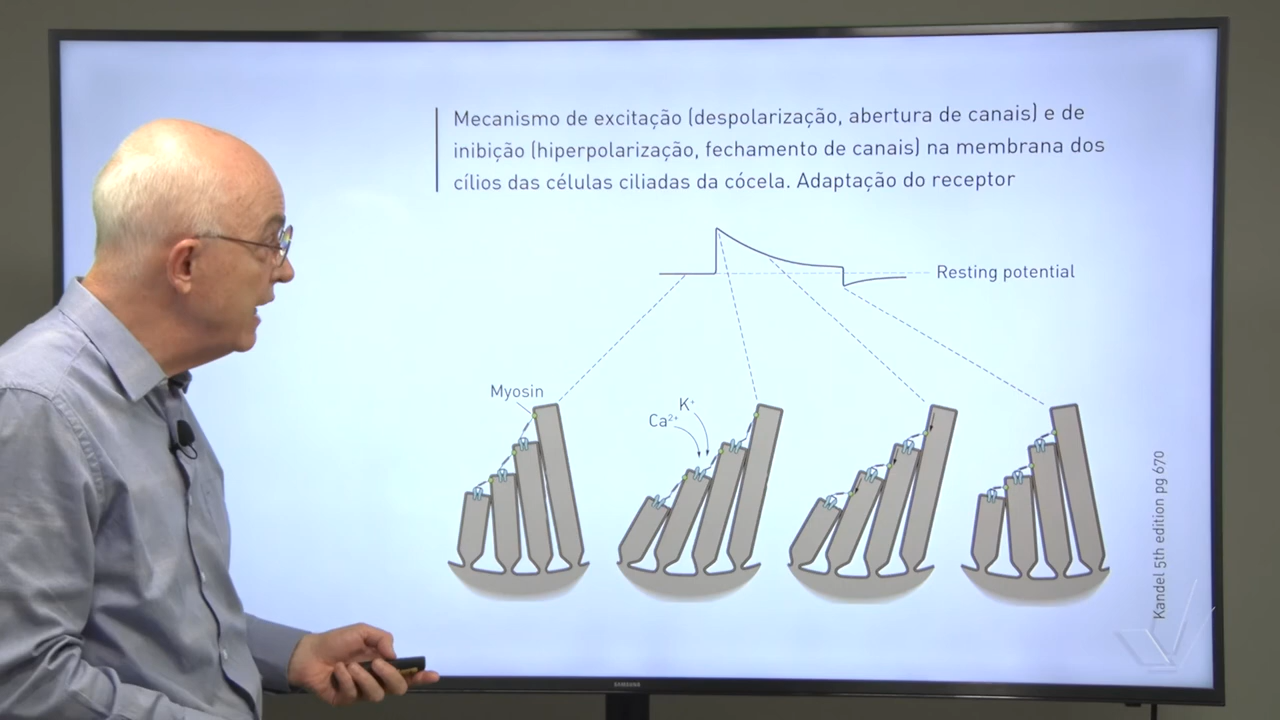 Mecanismo de excitação (despolarização, abertura de canais) e de
inibição (hiperpolarização, fechamento de canais) na membrana dos
cílios das células ciliadas da cócela. Adaptação do receptor
Resting potential
Myosin
K⁺
Ca²⁺
Kandel 5th edition pg 670
SAMSUNG